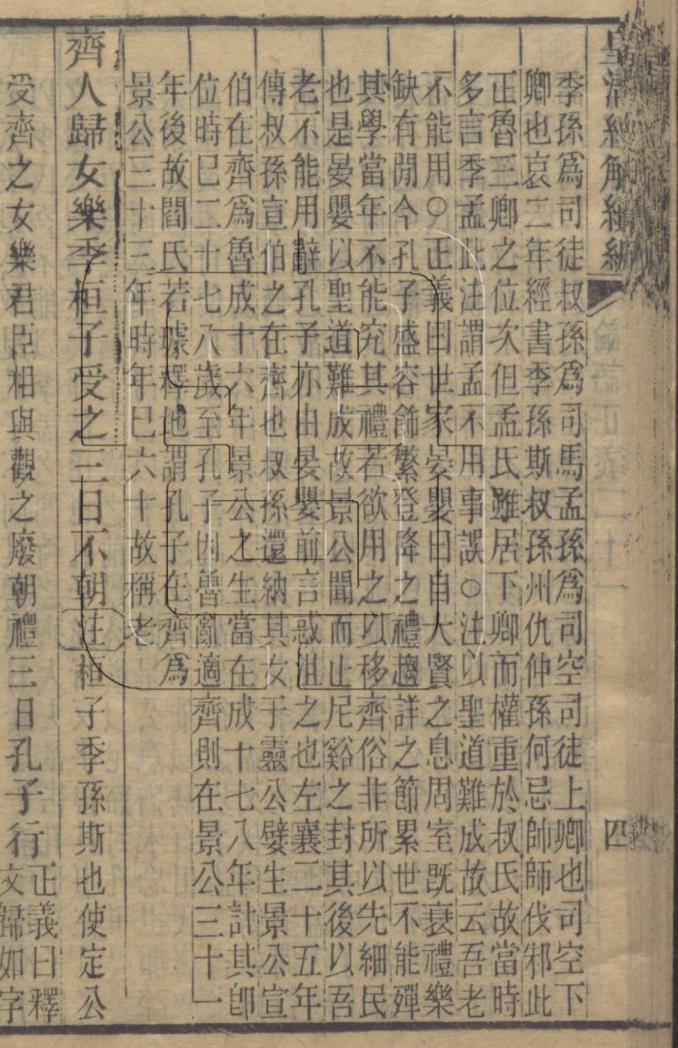 皇清經解續編
論語正義二十一
四
季孫爲司徒叔孫爲司馬孟孫爲司空司徒上卿也司空下
卿也哀二年經書季孫斯叔孫州仇仲孫何忌帥師伐邾此
正魯三卿之位次但孟氏雖居下卿而權重於叔氏故當時
多言季孟此注謂孟不用事誤○注以聖道難成故云吾老
不能用○正義曰世家晏嬰曰自大賢之息周室旣衰禮樂
缺有閒今孔子盛容飾繁登降之禮趨詳之節累世不能殫
其學當年不能究其禮若欲用之以移齊俗非所以先細民
也是晏嬰以聖道難成故景公聞而止尼谿之封其後以吾
老不能用辭孔子亦由晏嬰前言惑沮之也左襄二十五年
傳叔孫宣伯之在齊也叔孫還納其女于靈公嬖生景公宣
伯在齊爲魯成十六年景公之生當在成十七八年計其卽
位時巳二十七八歲至孔子因魯亂適齊則在景公三十一
年後故閻氏若璩釋地謂孔子在齊爲
景公三十三年時年巳六十故稱老
齊人歸女樂季桓子受之三日不朝注桓子季孫斯也使定公
受齊之女樂君臣相與觀之廢朝禮三日孔子行
正義曰釋
文歸如字